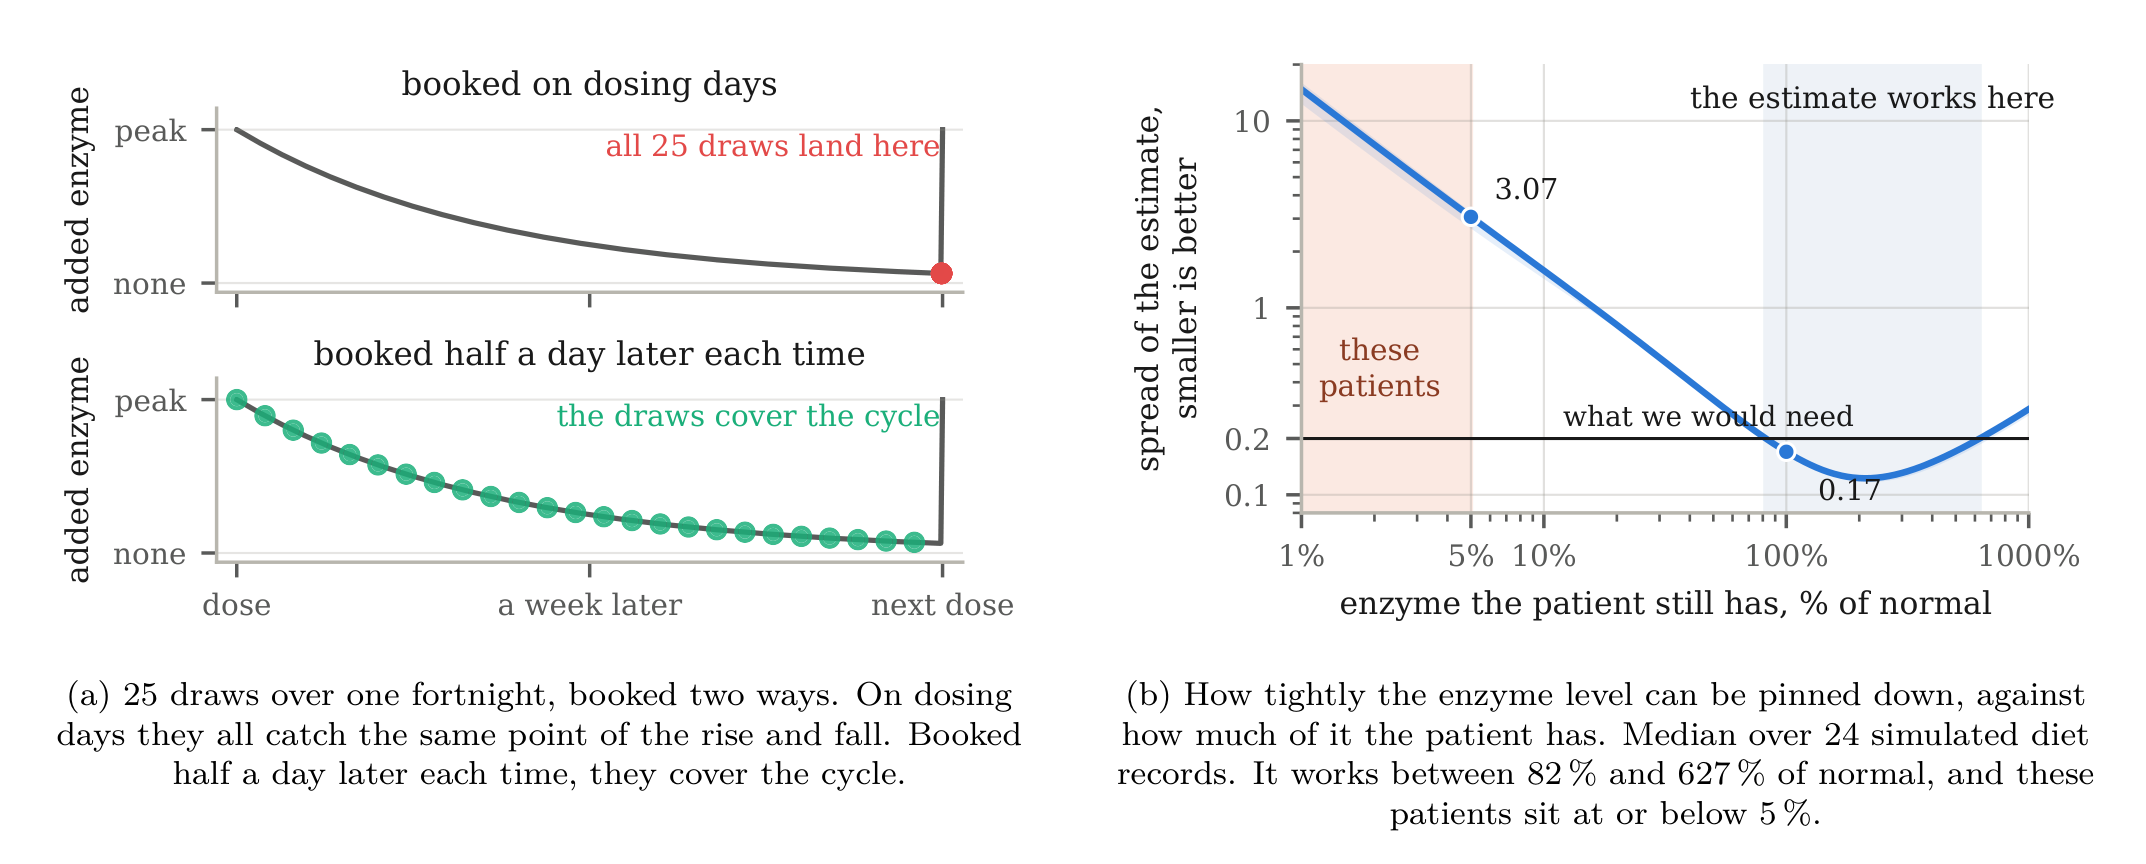 booked on dosing days
added enzyme
peak
none
all 25 draws land here
booked half a day later each time
added enzyme
peak
none
the draws cover the cycle
dose
a week later
next dose
(a) 25 draws over one fortnight, booked two ways. On dosing
days they all catch the same point of the rise and fall. Booked
half a day later each time, they cover the cycle.
spread of the estimate,
smaller is better
10
1
0.2
0.1
the estimate works here
3.07
these
patients
what we would need
0.17
1%
5%
10%
100%
1000%
enzyme the patient still has, % of normal
(b) How tightly the enzyme level can be pinned down, against
how much of it the patient has. Median over 24 simulated diet
records. It works between 82 % and 627 % of normal, and these
patients sit at or below 5 %.